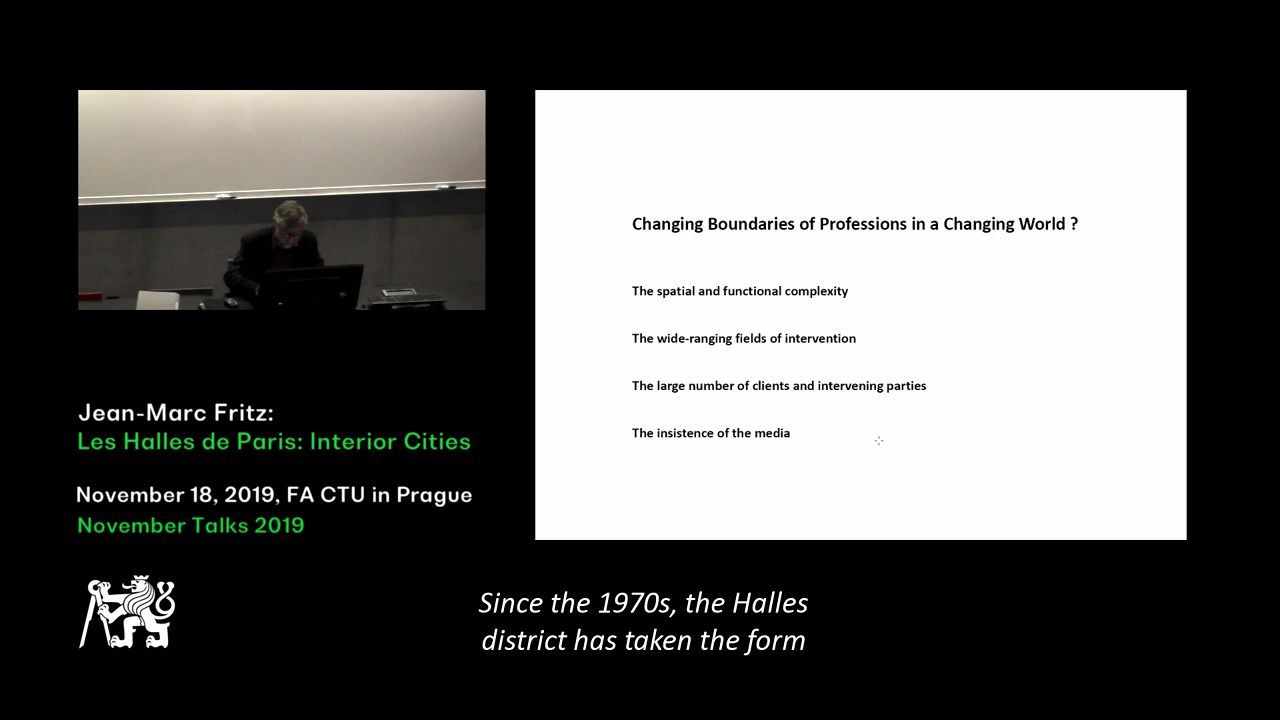 Changing Boundaries of Professions in a Changing World ?
The spatial and functional complexity
The wide-ranging fields of intervention
The large number of clients and intervening parties
The insistence of the media
Jean-Marc Fritz:
Les Halles de Paris: Interior Cities
November 18, 2019, FA CTU in Prague
November Talks 2019
Since the 1970s, the Halles
district has taken the form